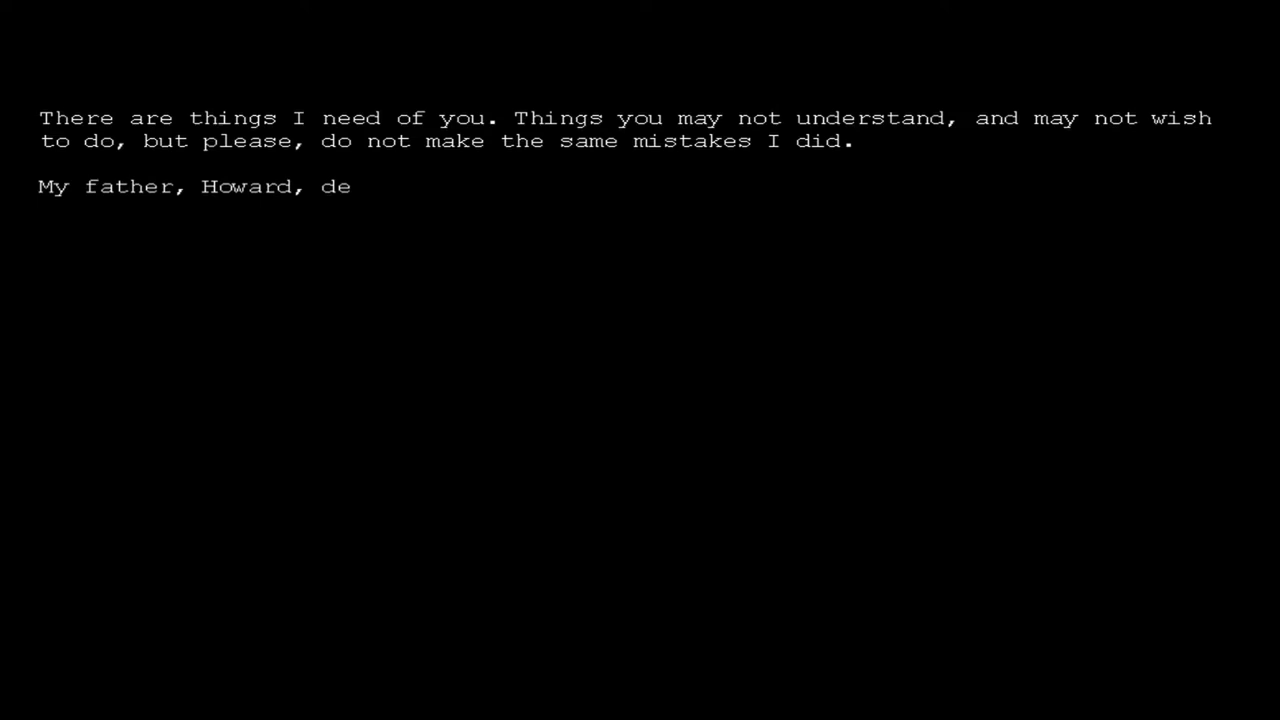 There are things I need of you. Things you may not understand, and may not wish
to do, but please, do not make the same mistakes I did.
My father, Howard, de